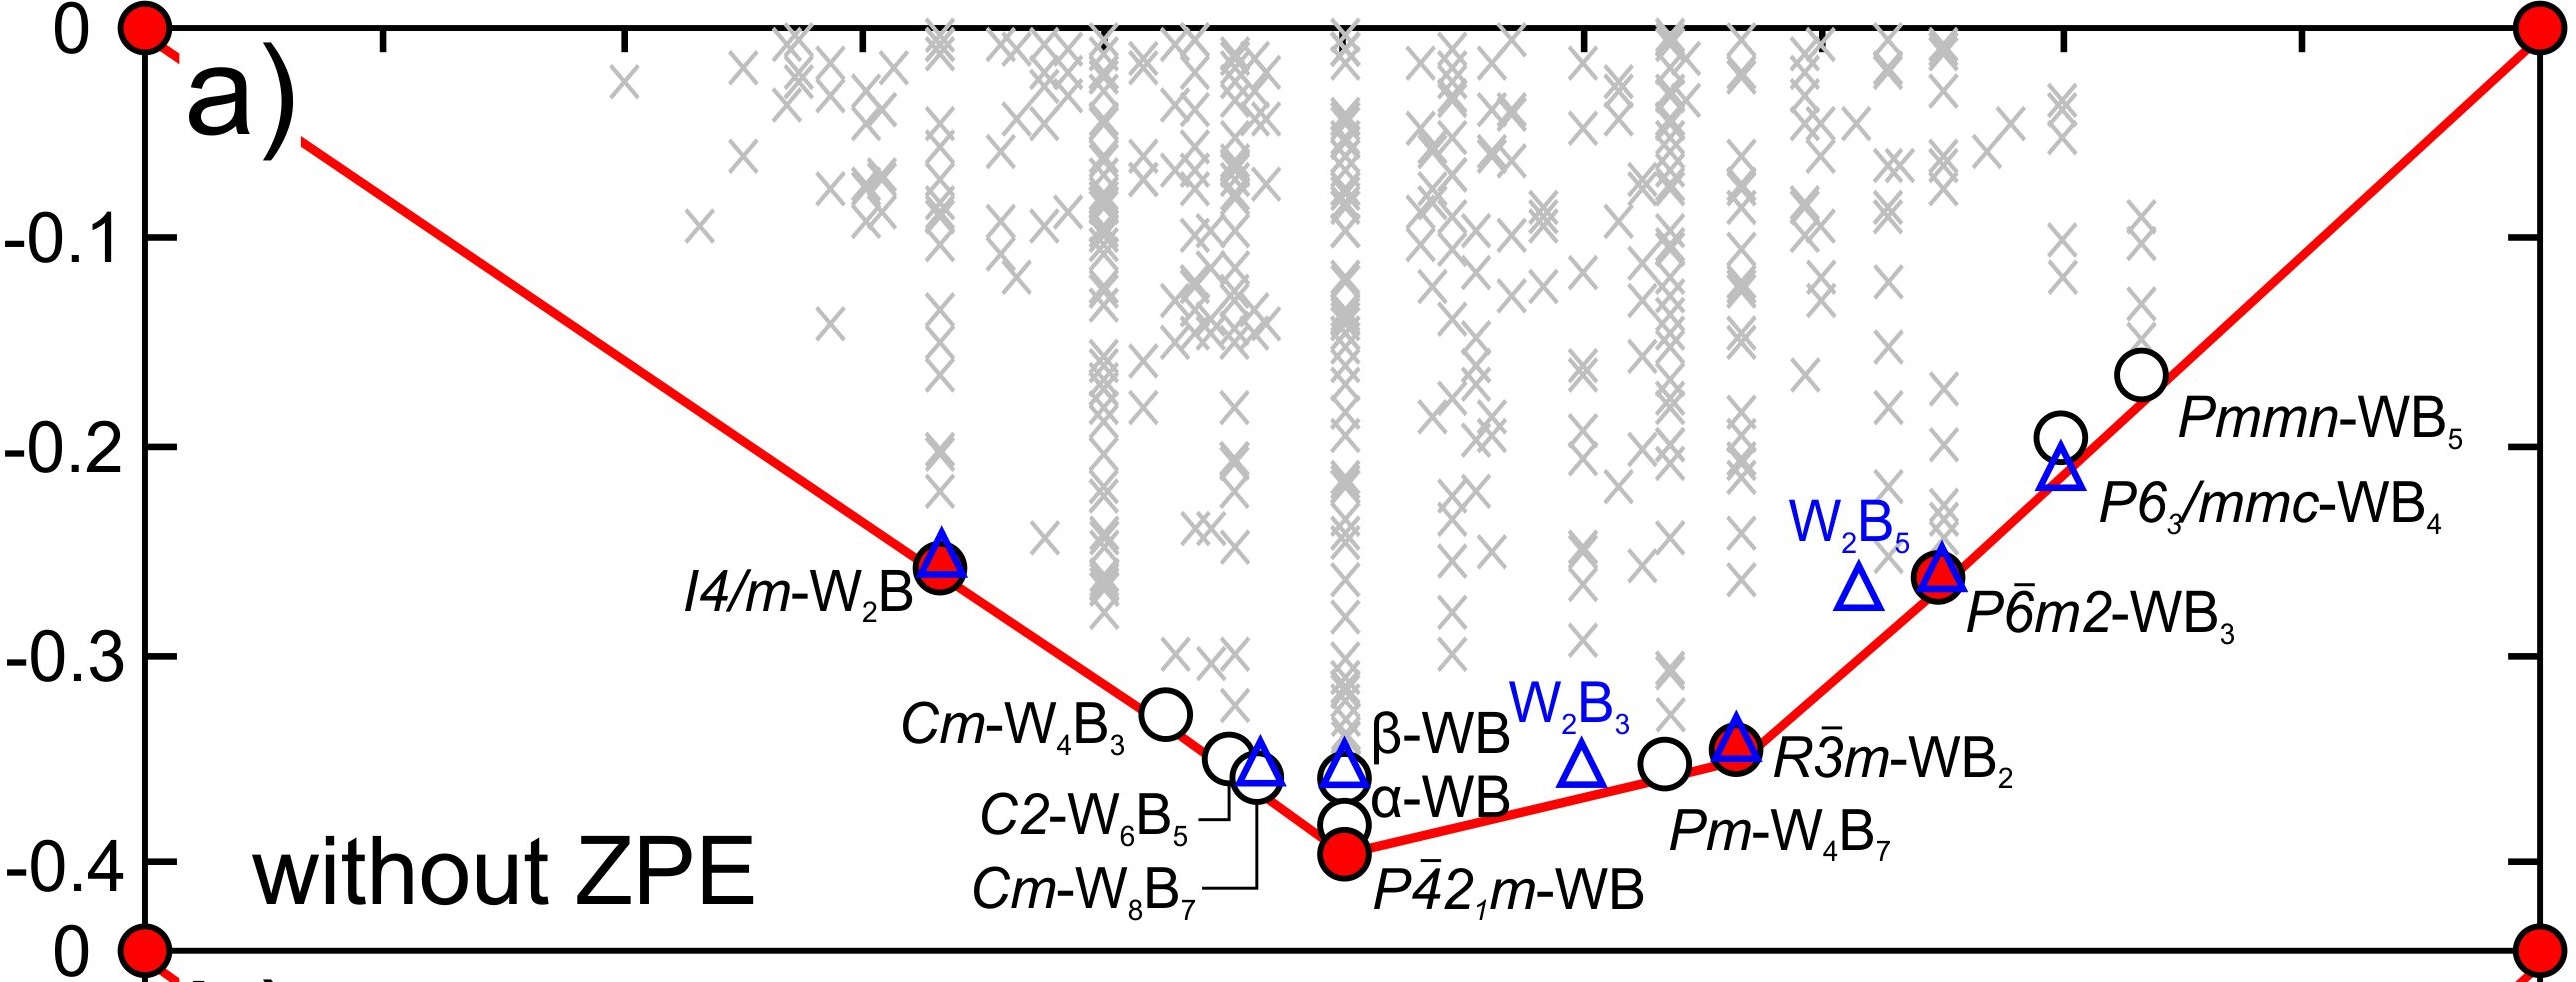 0
a)
-0.1
-0.2
Pmmn-WB₅
P6₃/mmc-WB₄
W₂B₅
I4/m-W₂B
P6̄m2-WB₃
-0.3
W₂B₃
Cm-W₄B₃
β-WB
R3̄m-WB₂
α-WB
C2-W₆B₅
Pm-W₄B₇
-0.4
without ZPE
Cm-W₈B₇
P4̄2₁m-WB
0